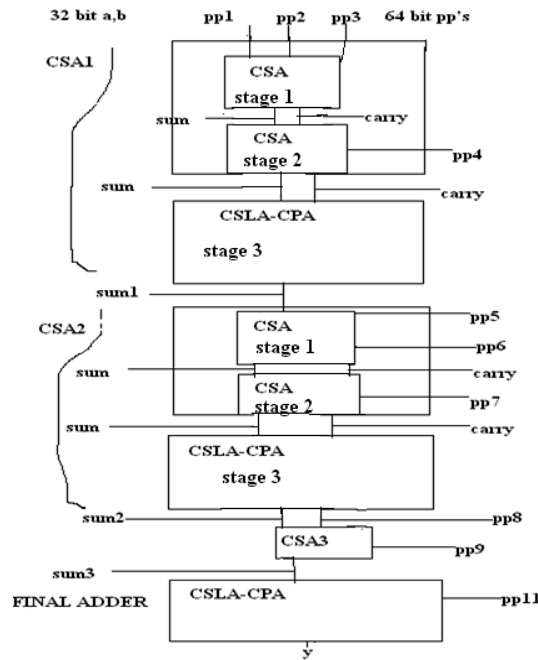 32 bit a,b pp1 pp2 pp3 64 bit pp's
CSA1
CSA
stage 1
sum carry
CSA
stage 2 pp4
sum carry
CSLA-CPA
stage 3
sum1
CSA2 CSA pp5
stage 1 pp6
sum carry
CSA
stage 2 pp7
sum carry
CSLA-CPA
stage 3
sum2 pp8
CSA3 pp9
sum3
FINAL ADDER CSLA-CPA pp11
y